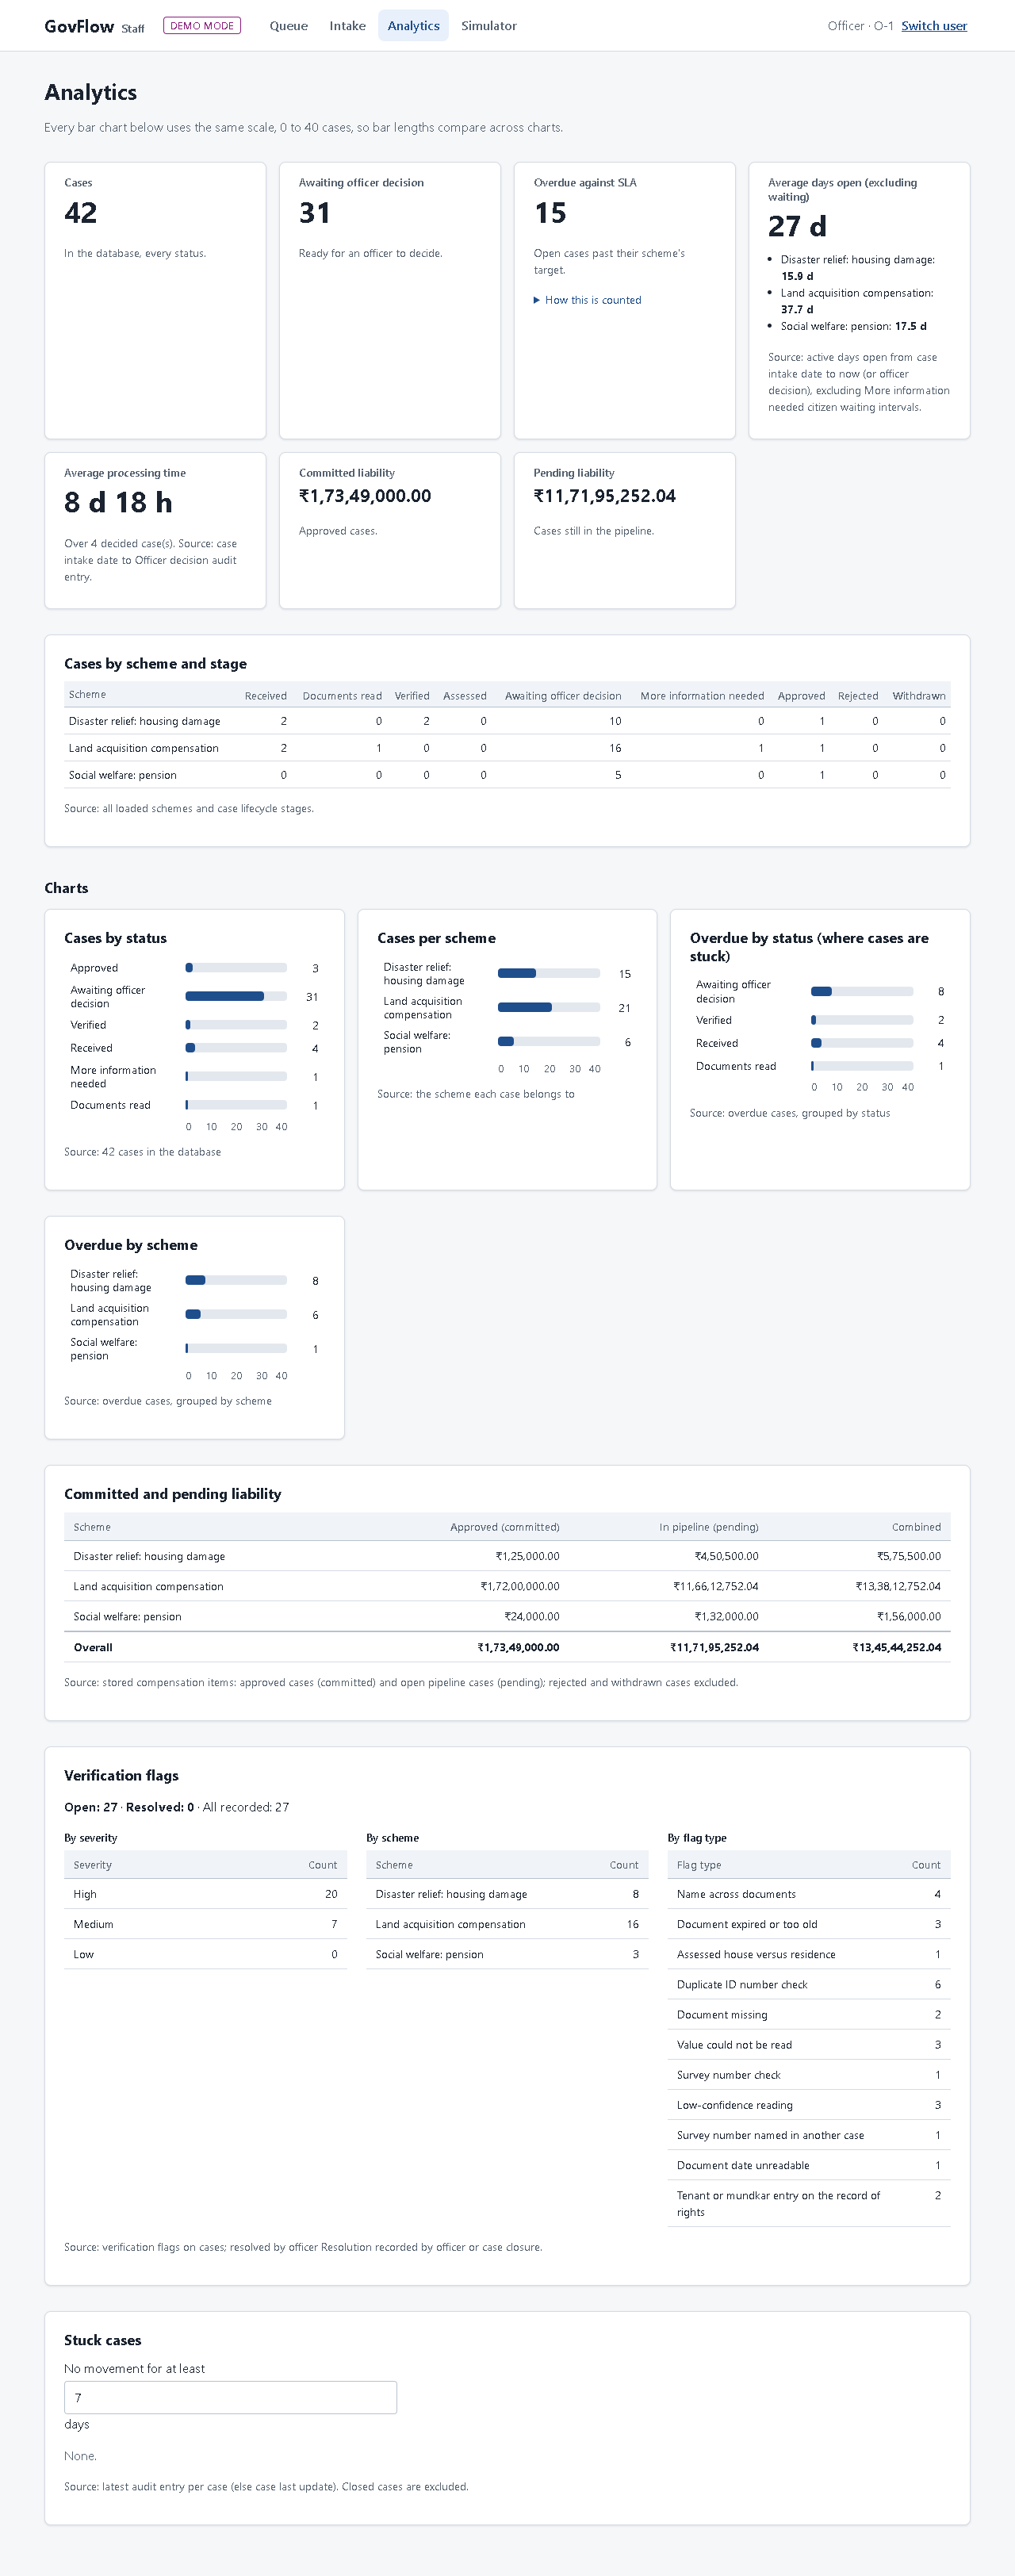 GovFlow Staff DEMO MODE Queue Intake Analytics Simulator Officer · O-1 Switch user
Analytics
Every bar chart below uses the same scale, 0 to 40 cases, so bar lengths compare across charts.
Cases
42
In the database, every status.
Awaiting officer decision
31
Ready for an officer to decide.
Overdue against SLA
15
Open cases past their scheme's
target.
▶ How this is counted
Average days open (excluding
waiting)
27 d
• Disaster relief: housing damage:
15.9 d
• Land acquisition compensation:
37.7 d
• Social welfare: pension: 17.5 d
Source: active days open from case
intake date to now (or officer
decision), excluding More information
needed citizen waiting intervals.
Average processing time
8 d 18 h
Over 4 decided case(s). Source: case
intake date to Officer decision audit
entry.
Committed liability
₹1,73,49,000.00
Approved cases.
Pending liability
₹11,71,95,252.04
Cases still in the pipeline.
Cases by scheme and stage
Scheme Received Documents read Verified Assessed Awaiting officer decision More information needed Approved Rejected Withdrawn
Disaster relief: housing damage 2 0 2 0 10 0 1 0 0
Land acquisition compensation 2 1 0 0 16 1 1 0 0
Social welfare: pension 0 0 0 0 5 0 1 0 0
Source: all loaded schemes and case lifecycle stages.
Charts
Cases by status
Approved 3
Awaiting officer
decision 31
Verified 2
Received 4
More information
needed 1
Documents read 1
0 10 20 30 40
Source: 42 cases in the database
Cases per scheme
Disaster relief:
housing damage 15
Land acquisition
compensation 21
Social welfare:
pension 6
0 10 20 30 40
Source: the scheme each case belongs to
Overdue by status (where cases are
stuck)
Awaiting officer
decision 8
Verified 2
Received 4
Documents read 1
0 10 20 30 40
Source: overdue cases, grouped by status
Overdue by scheme
Disaster relief:
housing damage 8
Land acquisition
compensation 6
Social welfare:
pension 1
0 10 20 30 40
Source: overdue cases, grouped by scheme
Committed and pending liability
Scheme Approved (committed) In pipeline (pending) Combined
Disaster relief: housing damage ₹1,25,000.00 ₹4,50,500.00 ₹5,75,500.00
Land acquisition compensation ₹1,72,00,000.00 ₹11,66,12,752.04 ₹13,38,12,752.04
Social welfare: pension ₹24,000.00 ₹1,32,000.00 ₹1,56,000.00
Overall ₹1,73,49,000.00 ₹11,71,95,252.04 ₹13,45,44,252.04
Source: stored compensation items: approved cases (committed) and open pipeline cases (pending); rejected and withdrawn cases excluded.
Verification flags
Open: 27 · Resolved: 0 · All recorded: 27
By severity
Severity Count
High 20
Medium 7
Low 0
By scheme
Scheme Count
Disaster relief: housing damage 8
Land acquisition compensation 16
Social welfare: pension 3
By flag type
Flag type Count
Name across documents 4
Document expired or too old 3
Assessed house versus residence 1
Duplicate ID number check 6
Document missing 2
Value could not be read 3
Survey number check 1
Low-confidence reading 3
Survey number named in another case 1
Document date unreadable 1
Tenant or mundkar entry on the record of
rights 2
Source: verification flags on cases; resolved by officer Resolution recorded by officer or case closure.
Stuck cases
No movement for at least
7
days
None.
Source: latest audit entry per case (else case last update). Closed cases are excluded.